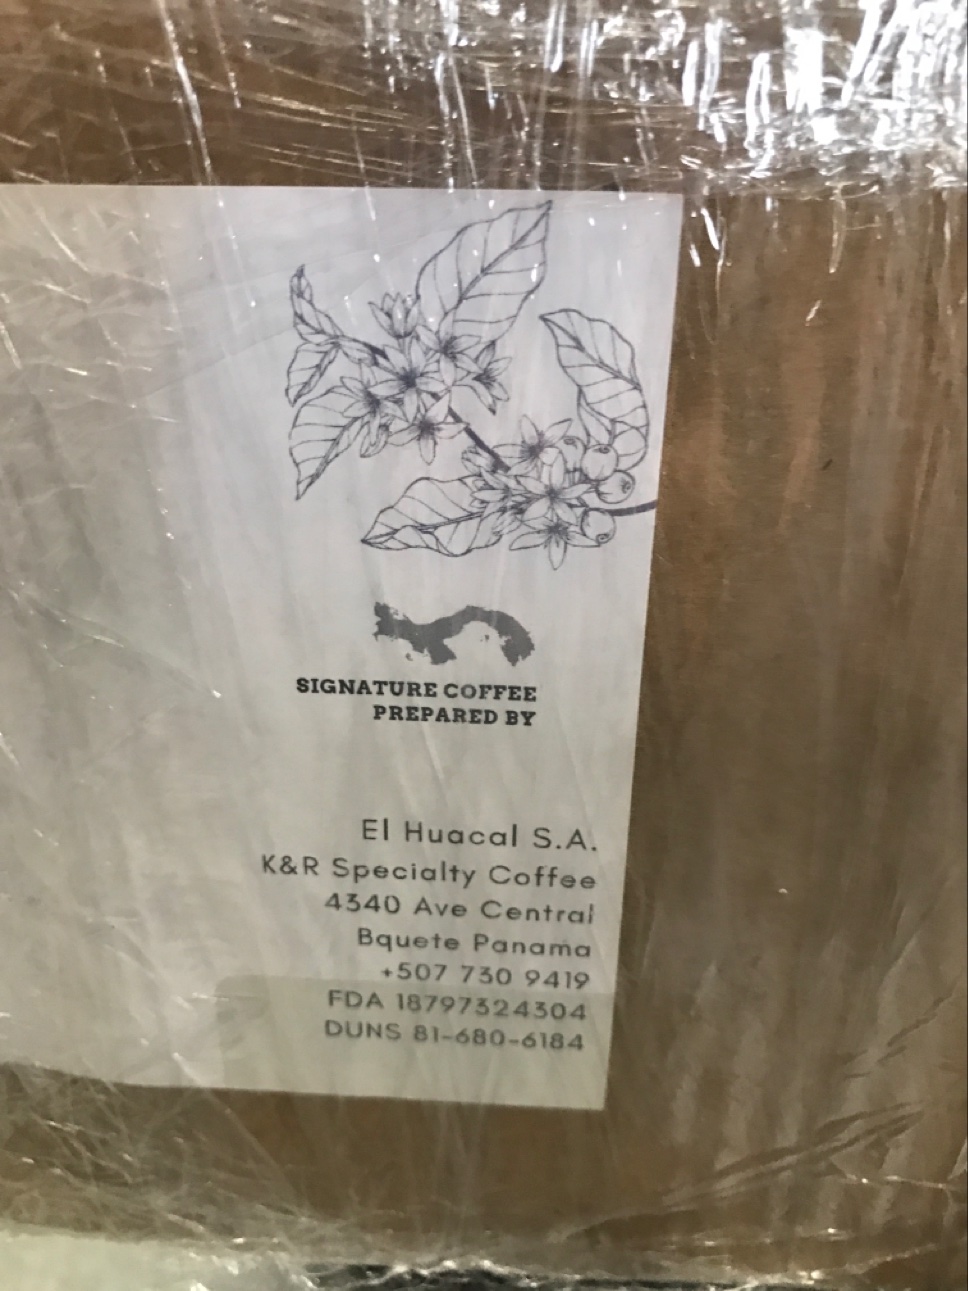 SIGNATURE COFFEE
PREPARED BY
El Huacal S.A.
K&R Specialty Coffee
4340 Ave Central
Bquete Panama
+507 730 9419
FDA 18797324304
DUNS 81-680-6184